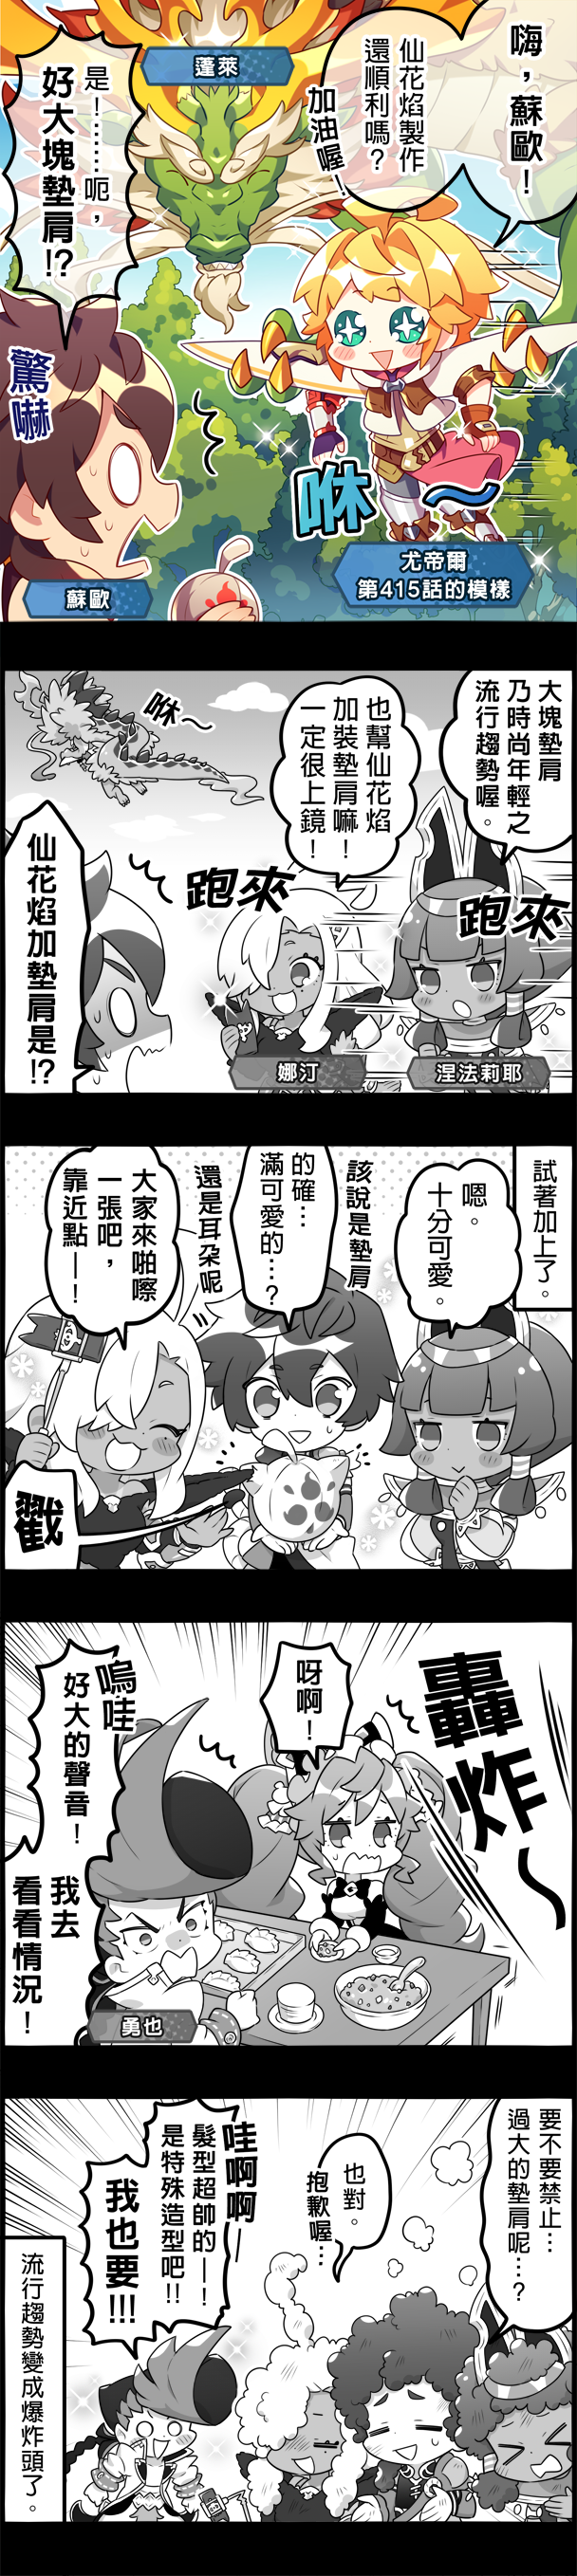 嗨，蘇歐！
仙花焰製作
還順利嗎？
加油喔！
蓬萊
是！……呃，
好大塊墊肩!?
驚嚇
咻～
尤帝爾
第415話的模樣
蘇歐
大塊墊肩
乃時尚年輕之
流行趨勢喔。
也幫仙花焰
加裝墊肩嘛！
一定很上鏡！
咻～
跑來
跑來
仙花焰加墊肩是!?
涅法莉耶
娜汀
試著加上了。
嗯。
十分可愛。
該說是墊肩
的確…
滿可愛的…？
還是耳朵呢
大家來啪嚓
一張吧，
靠近點—！
戳
轟炸～
呀啊！
嗚哇
好大的聲音！
我去
看看情況！
勇也
要不要禁止…
過大的墊肩呢…？
也對。
抱歉喔…
哇啊啊—
髮型超帥的—！
是特殊造型吧!!
我也要!!!
流行趨勢變成爆炸頭了。